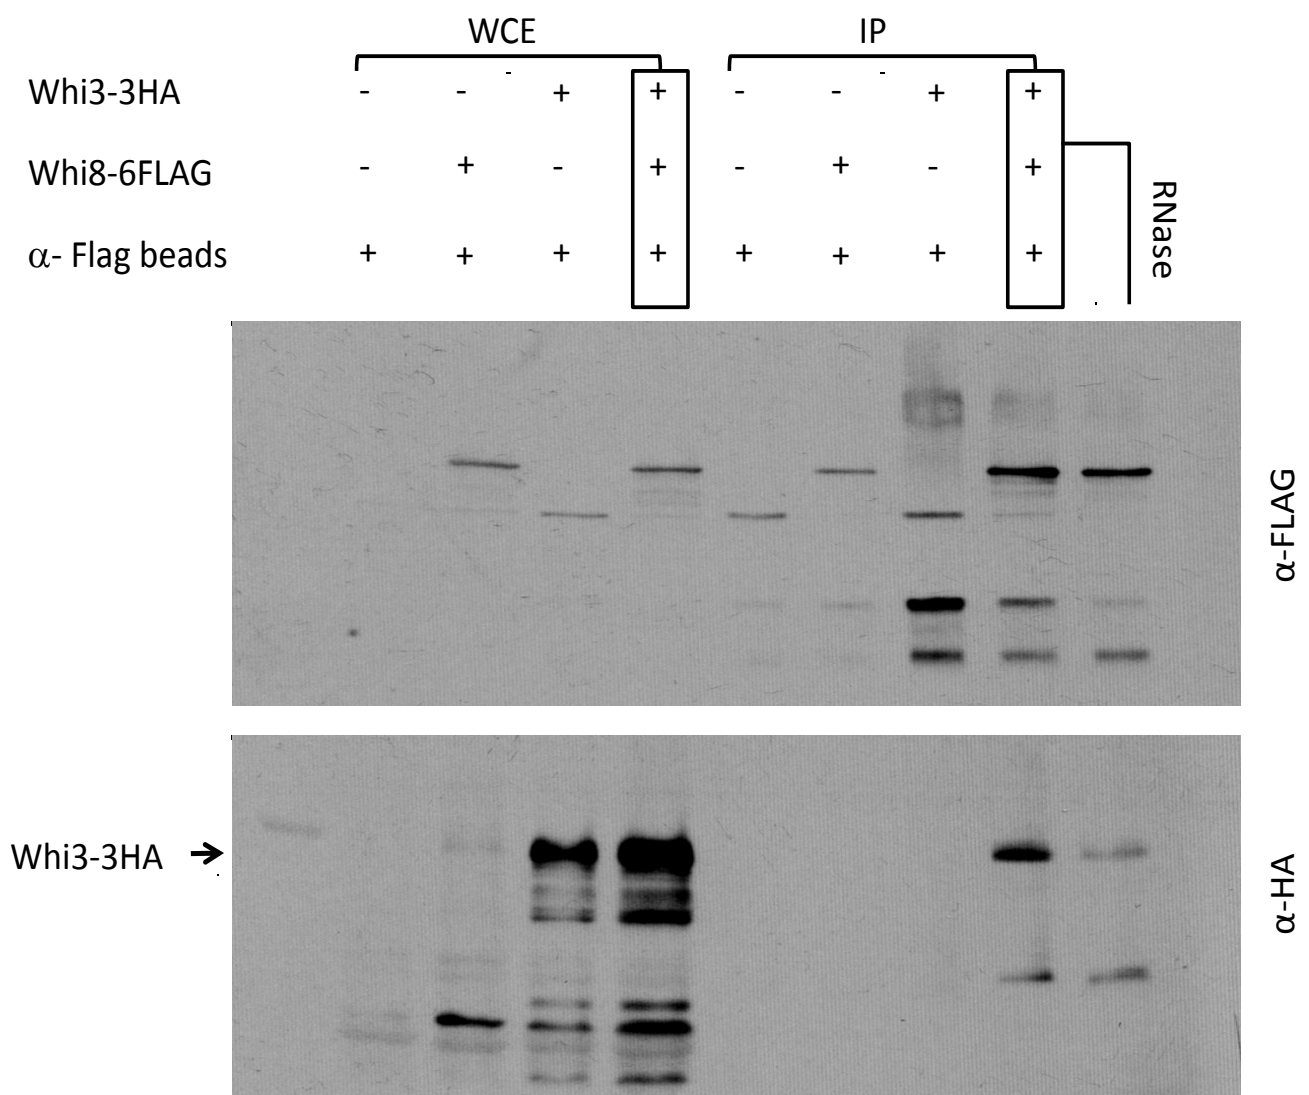 WCE IP
Whi3-3HA - - + + - - + +
Whi8-6FLAG - + - + - + - +
α- Flag beads + + + + + + + +
RNase
α-FLAG
Whi3-3HA →
α-HA